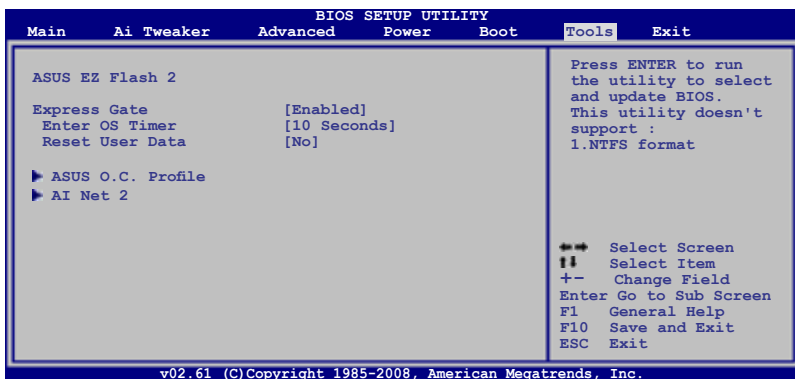 BIOS SETUP UTILITY
Main Ai Tweaker Advanced Power Boot Tools Exit
ASUS EZ Flash 2
Express Gate [Enabled]
Enter OS Timer [10 Seconds]
Reset User Data [No]
ASUS O.C. Profile
AI Net 2
Press ENTER to run
the utility to select
and update BIOS.
This utility doesn't
support :
1.NTFS format
Select Screen
Select Item
+- Change Field
Enter Go to Sub Screen
F1 General Help
F10 Save and Exit
ESC Exit
v02.61 (C)Copyright 1985-2008, American Megatrends, Inc.